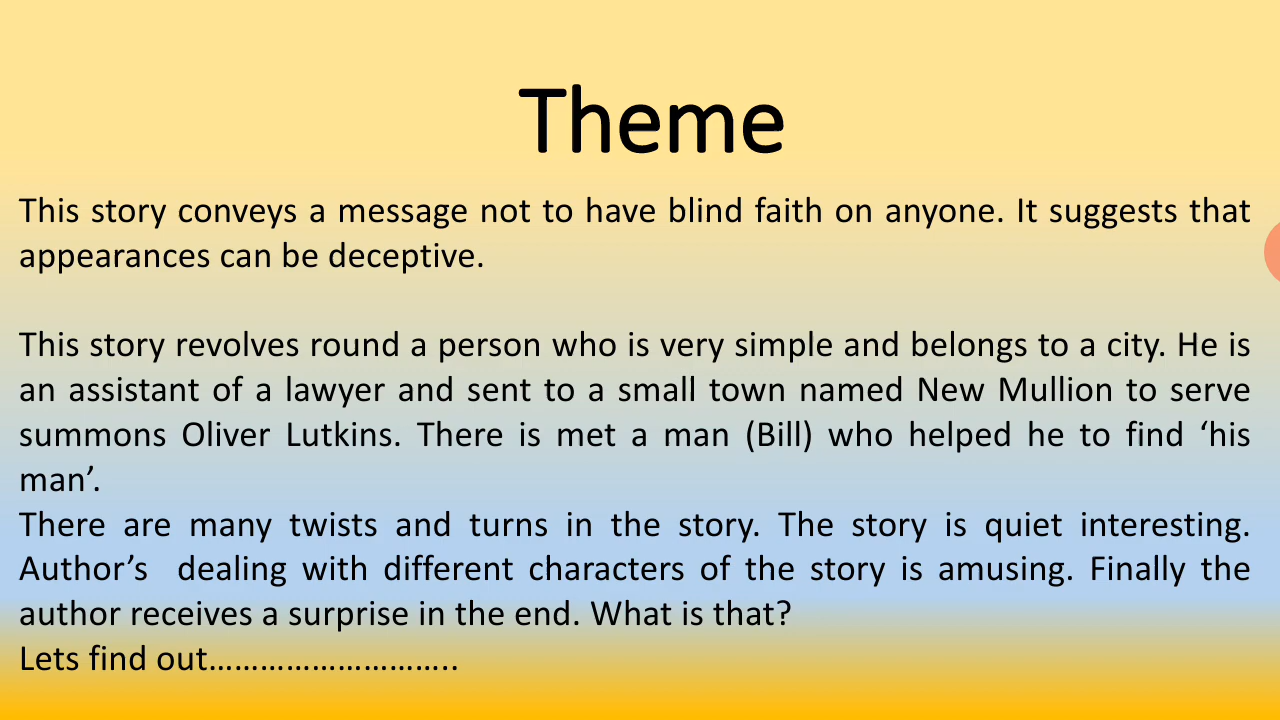 Theme
This story conveys a message not to have blind faith on anyone. It suggests that
appearances can be deceptive.
This story revolves round a person who is very simple and belongs to a city. He is
an assistant of a lawyer and sent to a small town named New Mullion to serve
summons Oliver Lutkins. There is met a man (Bill) who helped he to find ‘his
man’.
There are many twists and turns in the story. The story is quiet interesting.
Author’s dealing with different characters of the story is amusing. Finally the
author receives a surprise in the end. What is that?
Lets find out………………………..